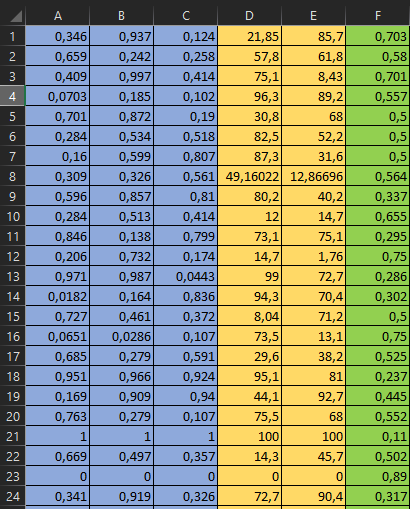 A B C D E F
1 0,346 0,937 0,124 21,85 85,7 0,703
2 0,659 0,242 0,258 57,8 61,8 0,58
3 0,409 0,997 0,414 75,1 8,43 0,701
4 0,0703 0,185 0,102 96,3 89,2 0,557
5 0,701 0,872 0,19 30,8 68 0,5
6 0,284 0,534 0,518 82,5 52,2 0,5
7 0,16 0,599 0,807 87,3 31,6 0,5
8 0,309 0,326 0,561 49,16022 12,86696 0,564
9 0,596 0,857 0,81 80,2 40,2 0,337
10 0,284 0,513 0,414 12 14,7 0,655
11 0,846 0,138 0,799 73,1 75,1 0,295
12 0,206 0,732 0,174 14,7 1,76 0,75
13 0,971 0,987 0,0443 99 72,7 0,286
14 0,0182 0,164 0,836 94,3 70,4 0,302
15 0,727 0,461 0,372 8,04 71,2 0,5
16 0,0651 0,0286 0,107 73,5 13,1 0,75
17 0,685 0,279 0,591 29,6 38,2 0,525
18 0,951 0,966 0,924 95,1 81 0,237
19 0,169 0,909 0,94 44,1 92,7 0,445
20 0,763 0,279 0,107 75,5 68 0,552
21 1 1 1 100 100 0,11
22 0,669 0,497 0,357 14,3 45,7 0,502
23 0 0 0 0 0 0,89
24 0,341 0,919 0,326 72,7 90,4 0,317